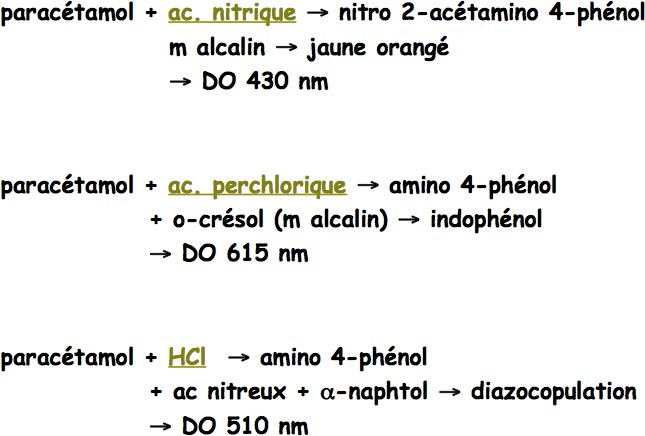 paracétamol + ac. nitrique → nitro 2-acétamino 4-phénol
m alcalin → jaune orangé
→ DO 430 nm
paracétamol + ac. perchlorique → amino 4-phénol
+ o-crésol (m alcalin) → indophénol
→ DO 615 nm
paracétamol + HCl → amino 4-phénol
+ ac nitreux + α-naphtol → diazocopulation
→ DO 510 nm